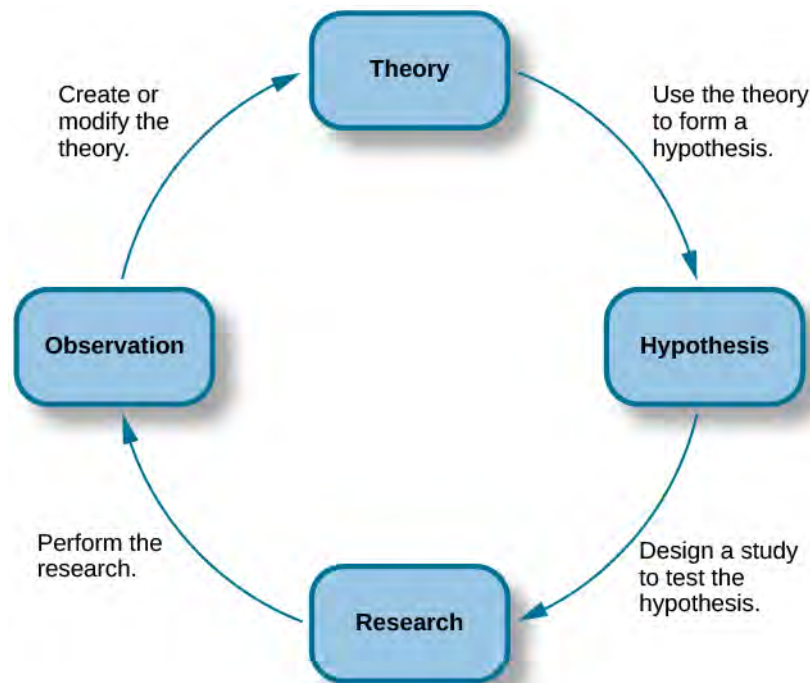 Theory
Create or
modify the
theory.
Use the theory
to form a
hypothesis.
Observation
Hypothesis
Perform the
research.
Design a study
to test the
hypothesis.
Research